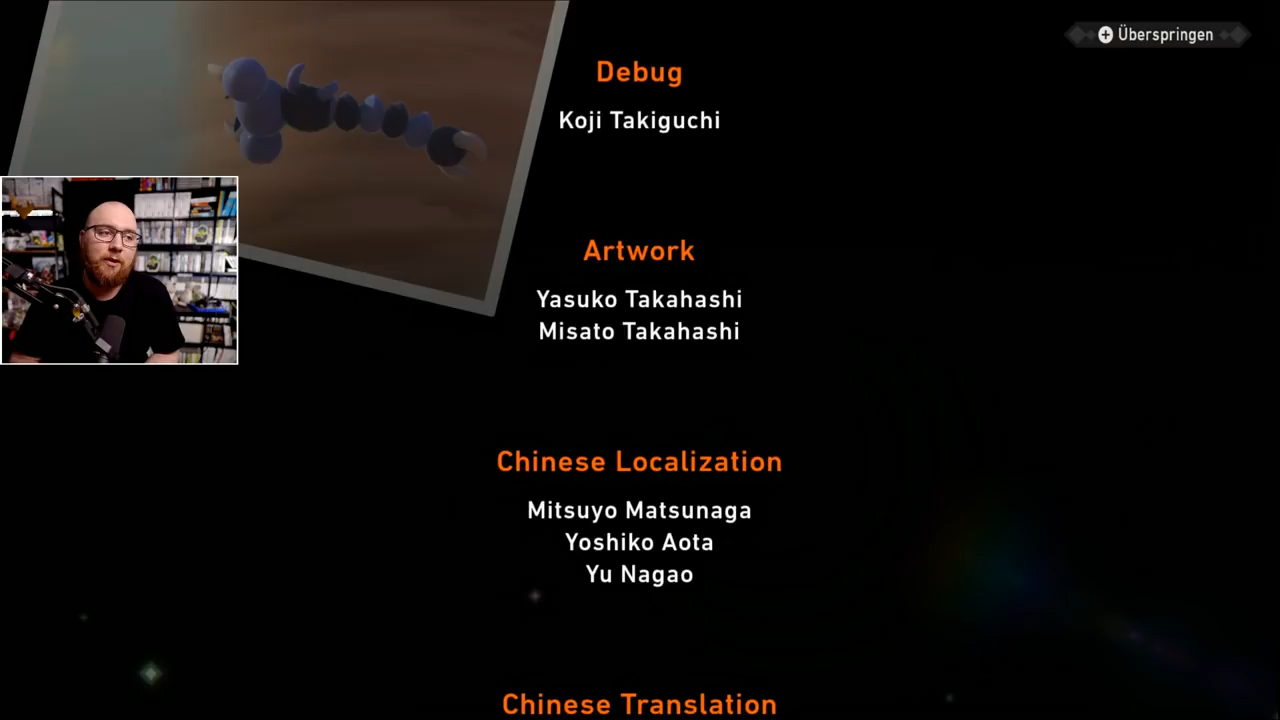 Überspringen
Debug
Koji Takiguchi
Artwork
Yasuko Takahashi
Misato Takahashi
Chinese Localization
Mitsuyo Matsunaga
Yoshiko Aota
Yu Nagao
Chinese Translation